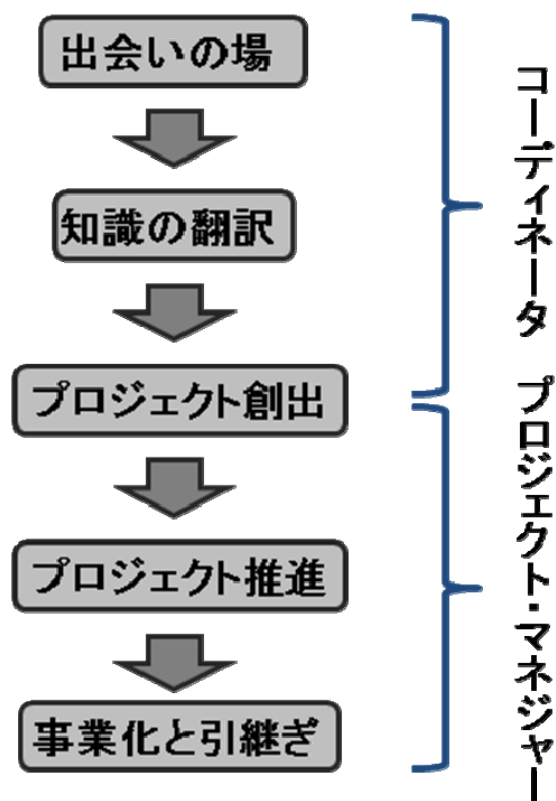 出会いの場
知識の翻訳
プロジェクト創出
プロジェクト推進
事業化と引継ぎ
コーディネータ
プロジェクト・マネジャー